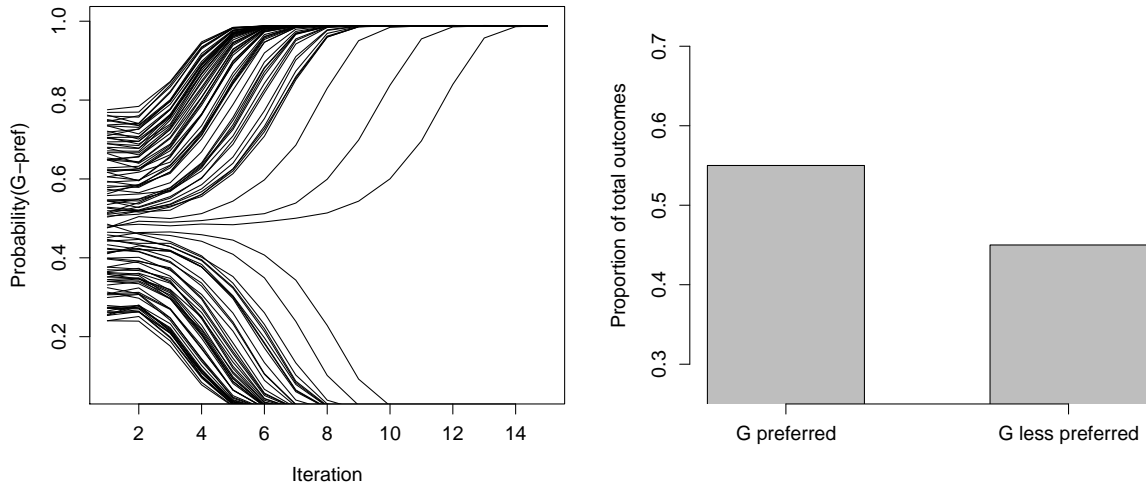 Probability(G−pref)
1.0
0.8
0.6
0.4
0.2
2 4 6 8 10 12 14
Iteration
Proportion of total outcomes
0.7
0.6
0.5
0.4
0.3
G preferred G less preferred